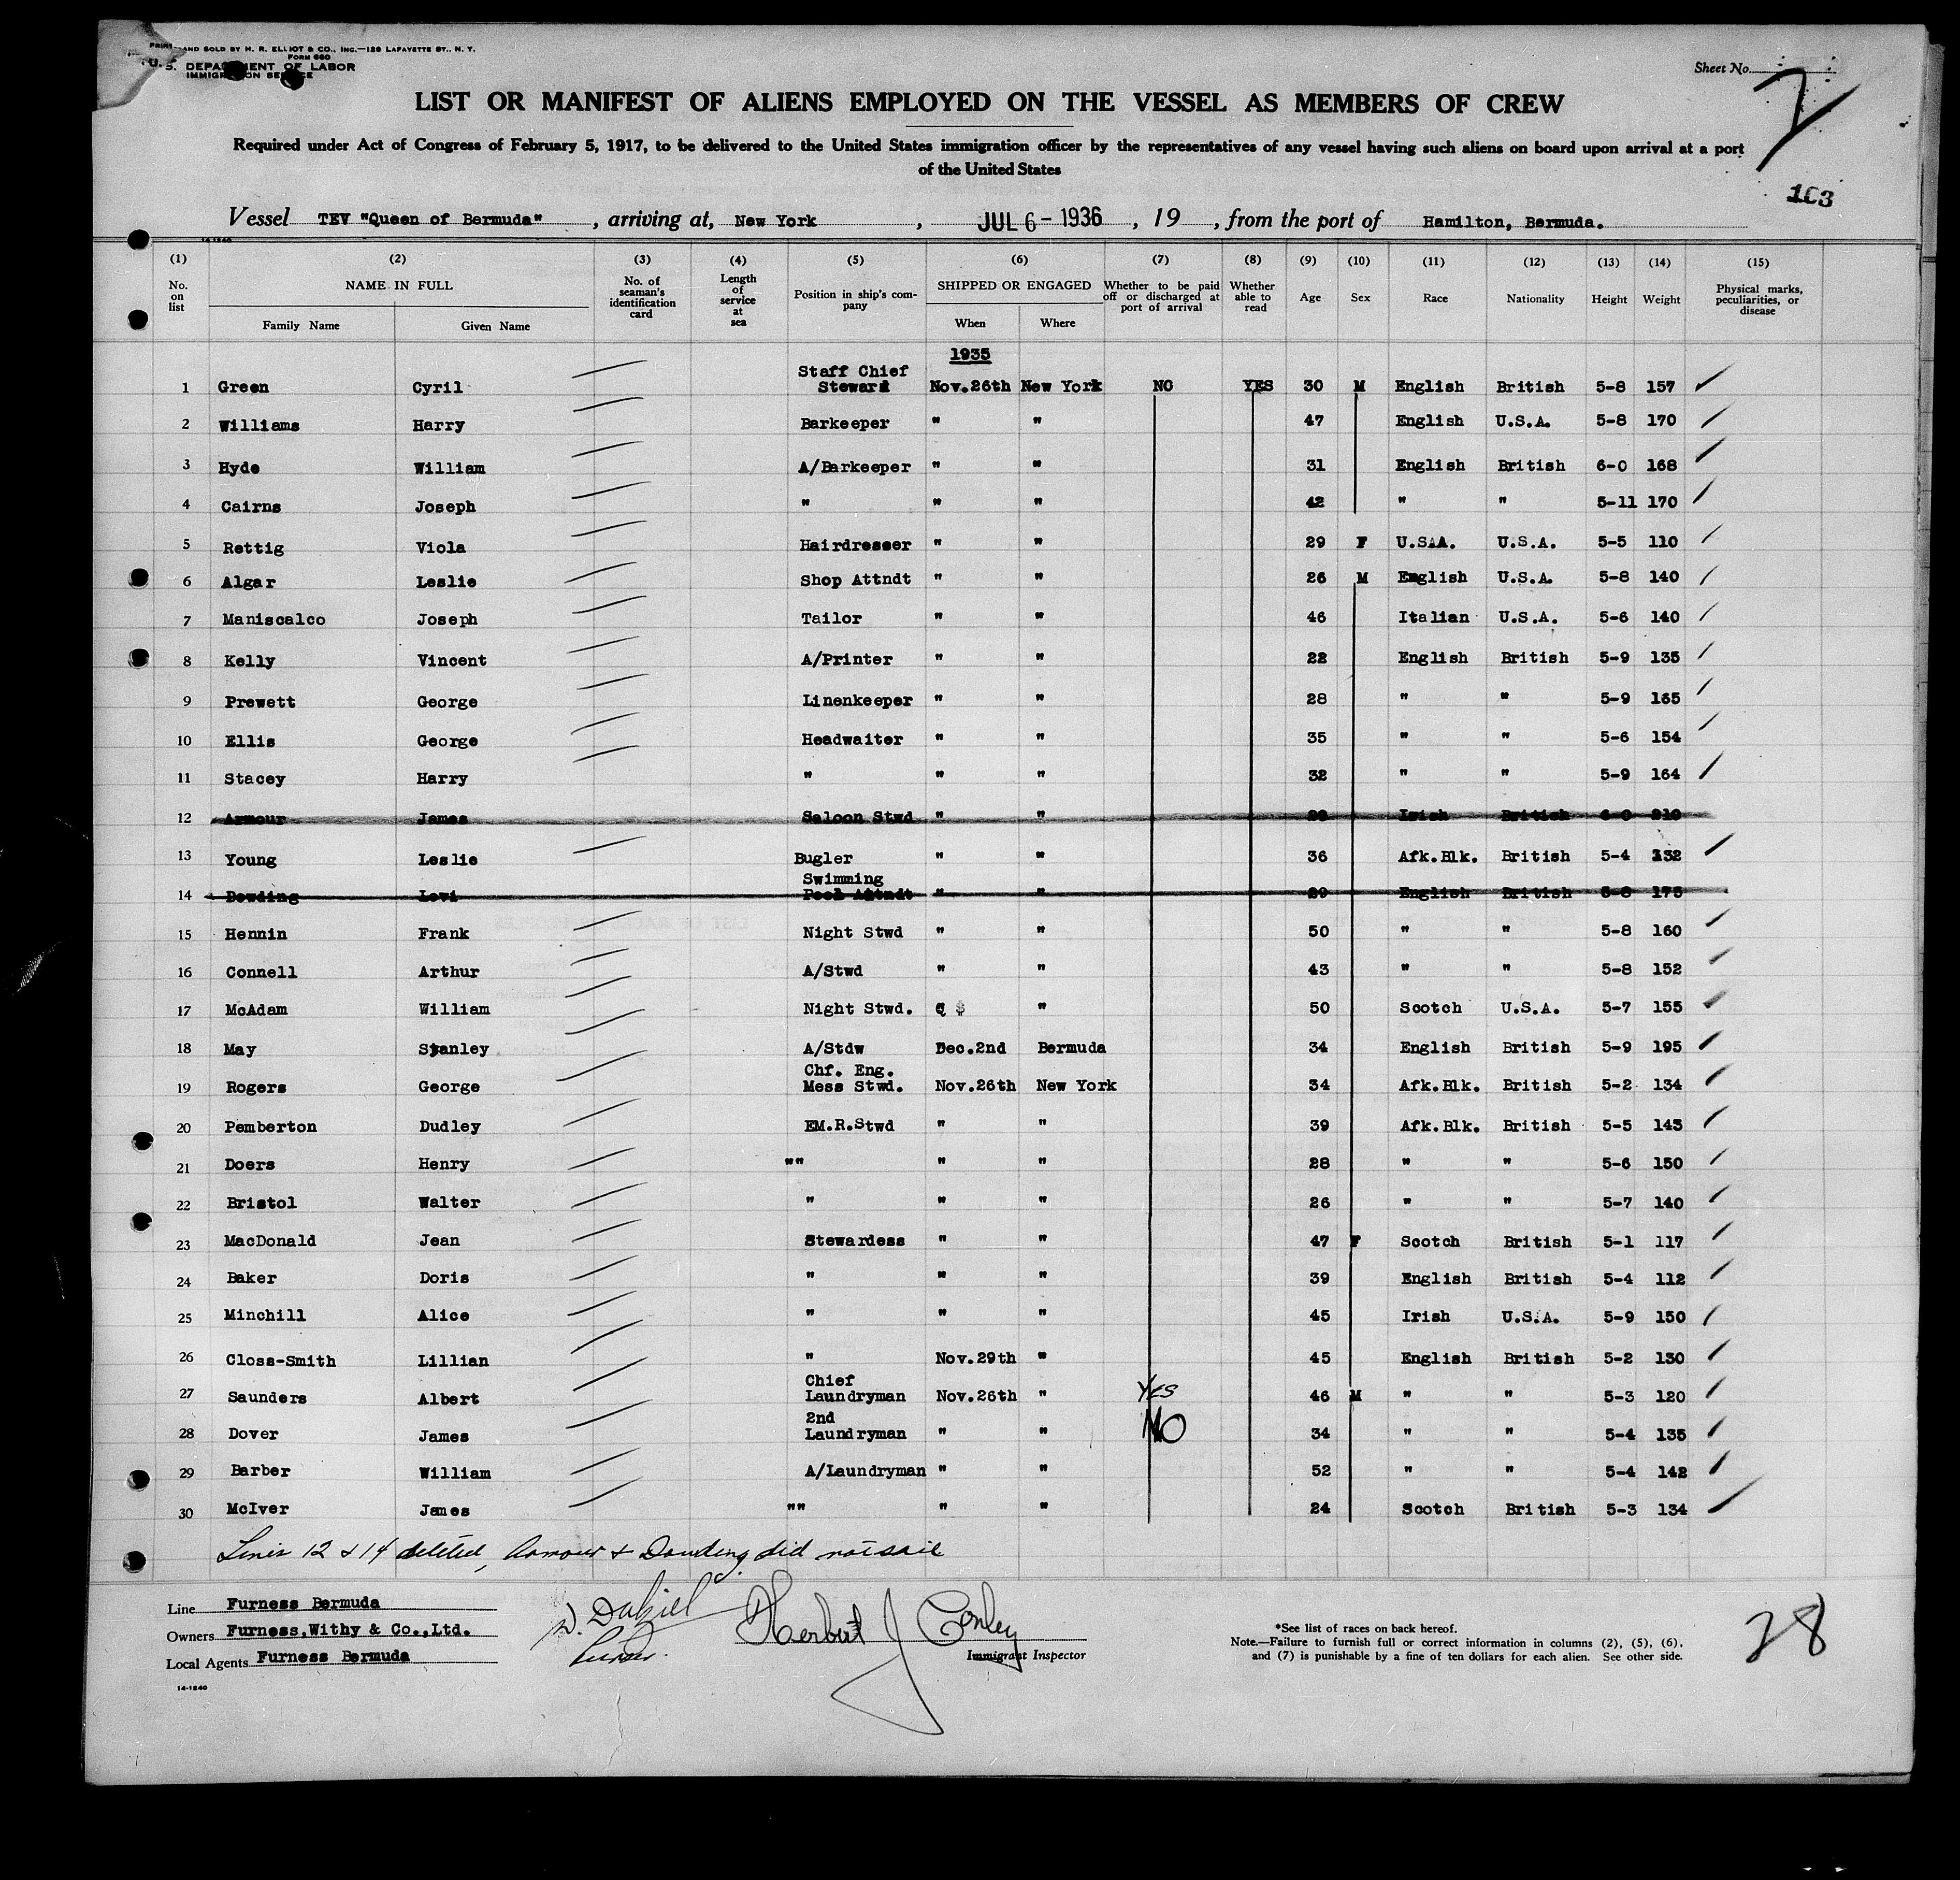 PRINTED AND SOLD BY H. R. ELLIOT & CO., INC.—129 LAFAYETTE ST., N. Y.
FORM 680
U. S. DEPARTMENT OF LABOR
IMMIGRATION SERVICE
Sheet No.
2
LIST OR MANIFEST OF ALIENS EMPLOYED ON THE VESSEL AS MEMBERS OF CREW
Required under Act of Congress of February 5, 1917, to be delivered to the United States immigration officer by the representatives of any vessel having such aliens on board upon arrival at a port
of the United States
103
Vessel TEV "Queen of Bermuda" , arriving at, New York , JUL 6 - 1936 , 19 , from the port of Hamilton, Bermuda.
14-1240
(1) (2) (3) (4) (5) (6) (7) (8) (9) (10) (11) (12) (13) (14) (15)
No. on list NAME IN FULL Family Name Given Name No. of seaman's identification card Length of service at sea Position in ship's company SHIPPED OR ENGAGED When Where Whether to be paid off or discharged at port of arrival Whether able to read Age Sex Race Nationality Height Weight Physical marks, peculiarities, or disease
1935
1 Green Cyril Staff Chief Steward Nov.26th New York NO YES 30 M English British 5-8 157
2 Williams Harry Barkeeper " " 47 English U.S.A. 5-8 170
3 Hyde William A/Barkeeper " " 31 English British 6-0 168
4 Cairns Joseph " " " 42 " " 5-11 170
5 Rettig Viola Hairdresser " " 29 F U.S.A. U.S.A. 5-5 110
6 Algar Leslie Shop Attndt " " 26 M English U.S.A. 5-8 140
7 Maniscalco Joseph Tailor " " 46 Italian U.S.A. 5-6 140
8 Kelly Vincent A/Printer " " 22 English British 5-9 135
9 Prewett George Linenkeeper " " 28 " " 5-9 165
10 Ellis George Headwaiter " " 35 " " 5-6 154
11 Stacey Harry " " " 32 " " 5-9 164
12 Armour James Saloon Stwd " " Irish British 6-0 210
13 Young Leslie Bugler " " 36 Afk.Blk. British 5-4 132
14 Dowding Levi Swimming Pool Attndt " " 29 English British 5-8 175
15 Hennin Frank Night Stwd " " 50 " " 5-8 160
16 Connell Arthur A/Stwd " " 43 " " 5-8 152
17 McAdam William Night Stwd. " 50 Scotch U.S.A. 5-7 155
18 May Stanley A/Stdw Dec.2nd Bermuda 34 English British 5-9 195
19 Rogers George Chf. Eng. Mess Stwd. Nov.26th New York 34 Afk.Blk. British 5-2 134
20 Pemberton Dudley EM.R.Stwd " " 39 Afk.Blk. British 5-5 143
21 Doers Henry "" " " 28 " " 5-6 150
22 Bristol Walter " " " 26 " " 5-7 140
23 MacDonald Jean Stewardess " " 47 F Scotch British 5-1 117
24 Baker Doris " " " 39 English British 5-4 112
25 Minchill Alice " " " 45 Irish U.S.A. 5-9 150
26 Closs-Smith Lillian " Nov.29th " 45 English British 5-2 130
27 Saunders Albert Chief Laundryman Nov.26th " YES 46 M " " 5-3 120
28 Dover James 2nd Laundryman " " NO 34 " " 5-4 135
29 Barber William A/Laundryman " " 52 " " 5-4 142
30 McIver James "" " " 24 Scotch British 5-3 134
Lines 12 & 14 deleted, Armour & Dowding did not sail
Line Furness Bermuda
Owners Furness,Withy & Co.,Ltd.
Local Agents Furness Bermuda
14-1240
Herbert J Conley
Immigrant Inspector
*See list of races on back hereof.
Note.—Failure to furnish full or correct information in columns (2), (5), (6),
and (7) is punishable by a fine of ten dollars for each alien. See other side.
28